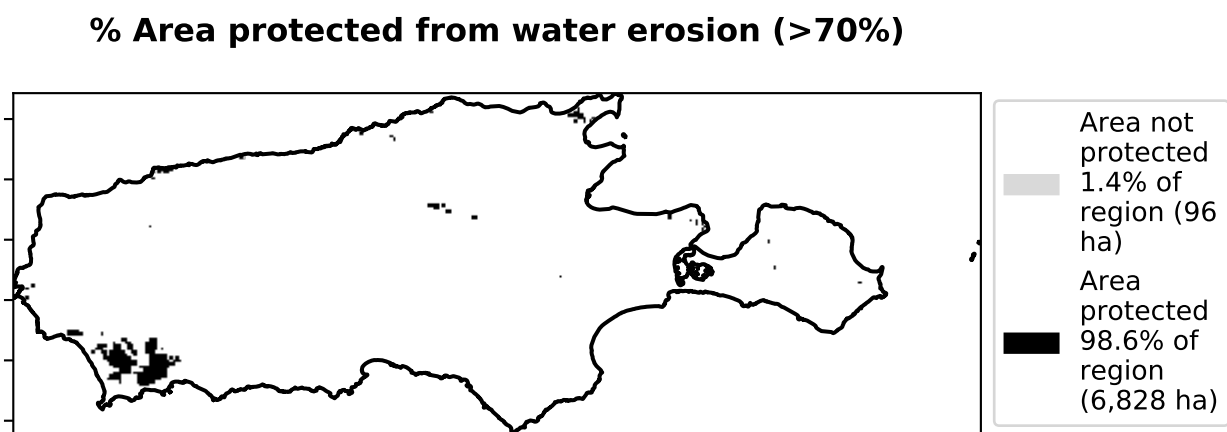 % Area protected from water erosion (>70%)
Area not
protected
1.4% of
region (96
ha)
Area
protected
98.6% of
region
(6,828 ha)